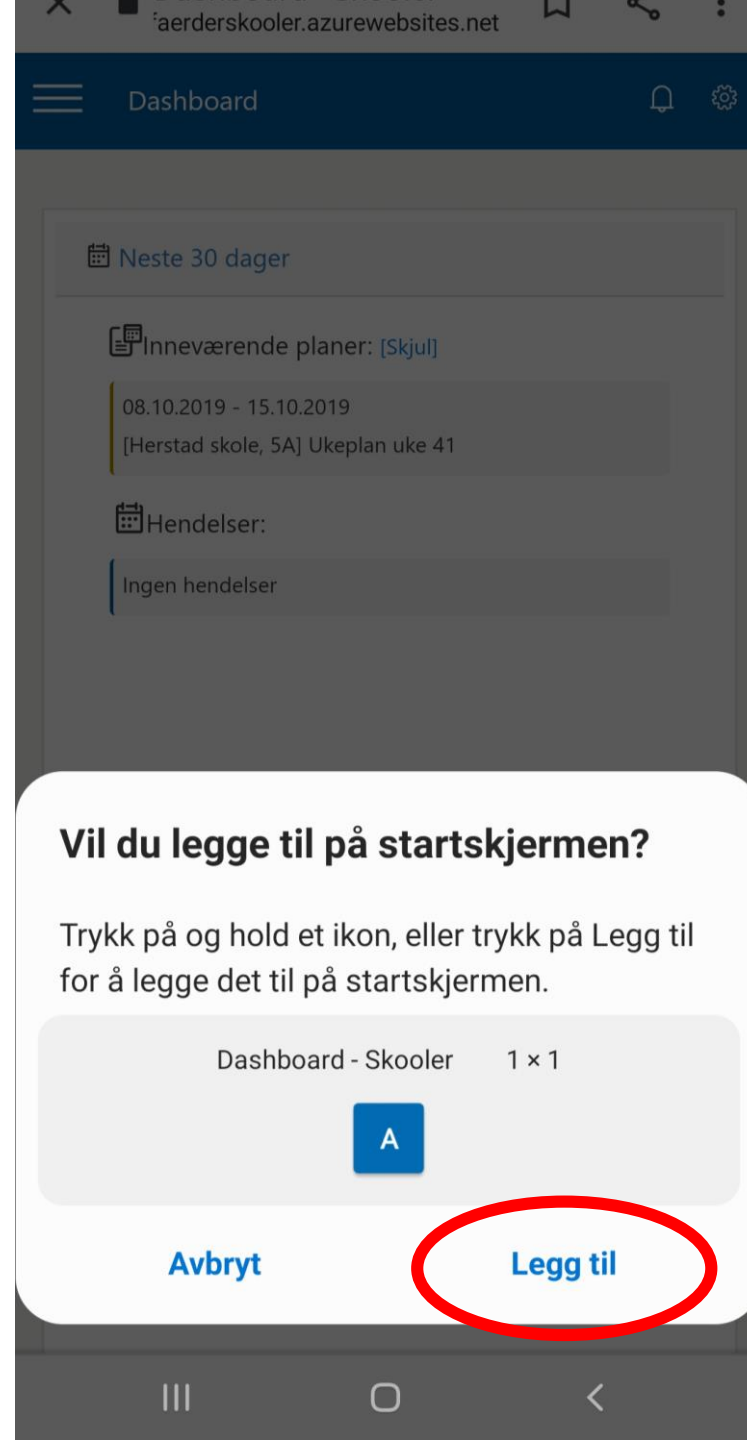 faerderskooler.azurewebsites.net
Dashboard
Neste 30 dager
Inneværende planer: [Skjul]
08.10.2019 - 15.10.2019
[Herstad skole, 5A] Ukeplan uke 41
Hendelser:
Ingen hendelser
Vil du legge til på startskjermen?
Trykk på og hold et ikon, eller trykk på Legg til
for å legge det til på startskjermen.
Dashboard - Skooler 1 × 1
A
Avbryt Legg til